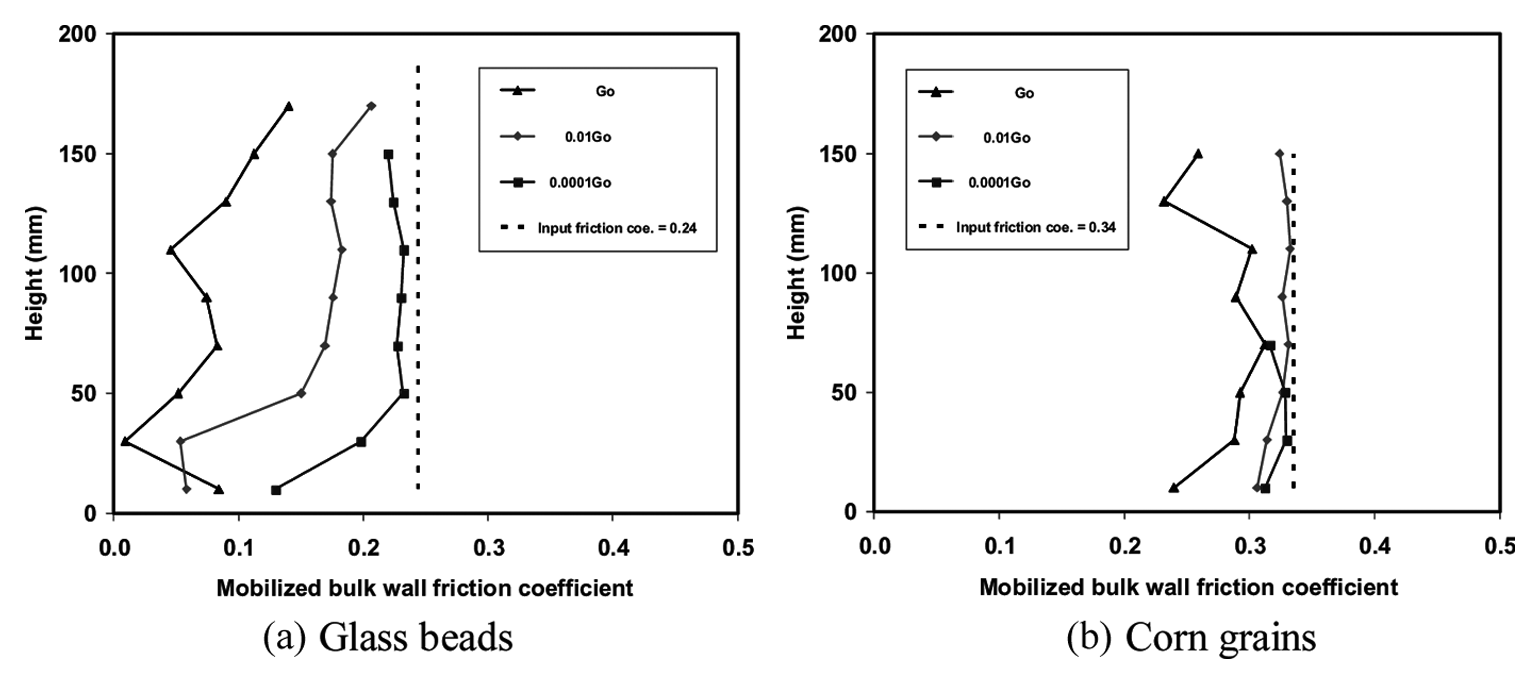 200
150
100
50
0
0.0 0.1 0.2 0.3 0.4 0.5
Height (mm)
Mobilized bulk wall friction coefficient
Go
0.01Go
0.0001Go
Input friction coe. = 0.24
(a) Glass beads
200
150
100
50
0
0.0 0.1 0.2 0.3 0.4 0.5
Height (mm)
Mobilized bulk wall friction coefficient
Go
0.01Go
0.0001Go
Input friction coe. = 0.34
(b) Corn grains